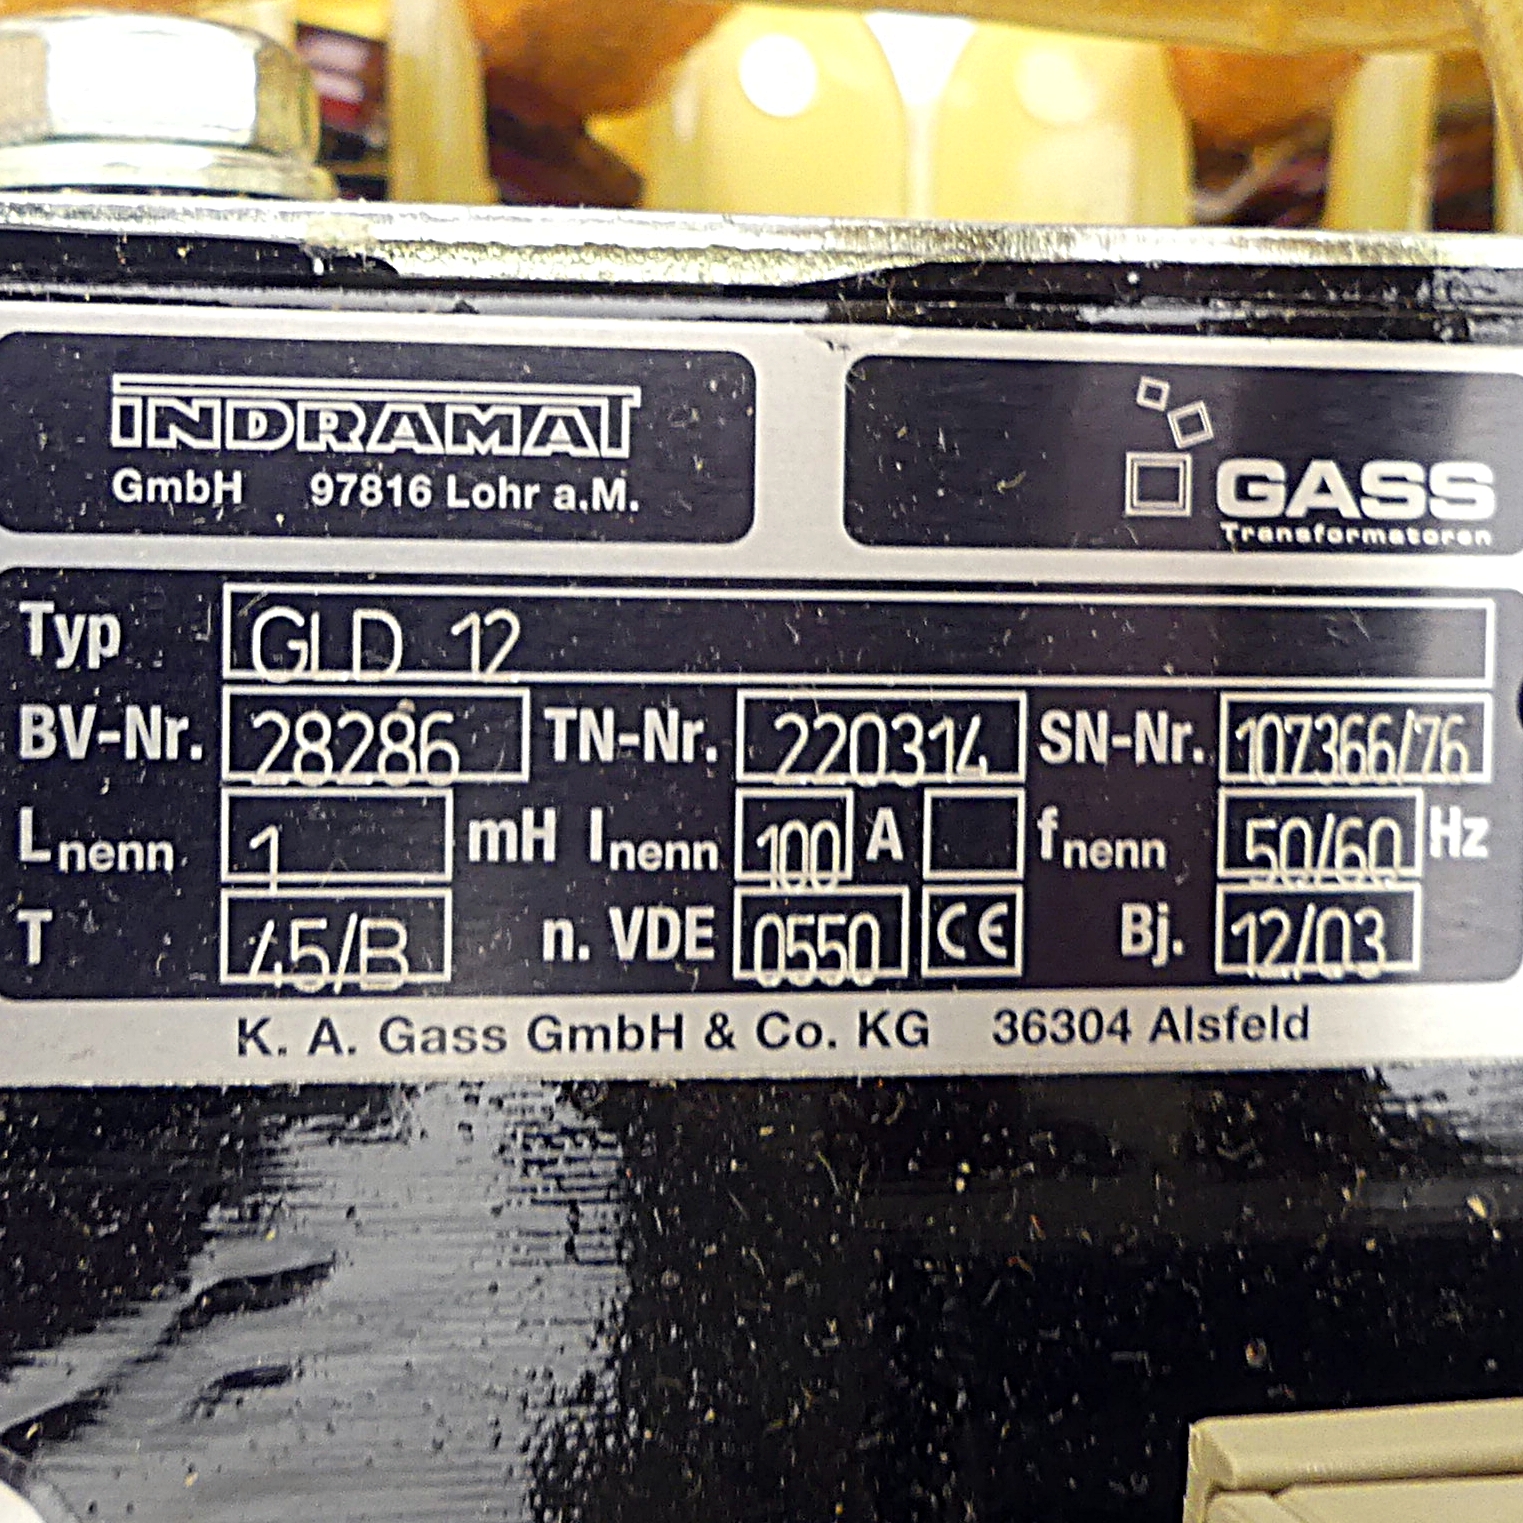 INDRAMAT
GmbH 97816 Lohr a.M.
GASS
Transformatoren
Typ GLD 12
BV-Nr. 28286 TN-Nr. 220314 SN-Nr. 107366/76
Lnenn 1 mH Inenn 100 A fnenn 50/60 Hz
T 45/B n. VDE 0550 CE Bj. 12/03
K. A. Gass GmbH & Co. KG 36304 Alsfeld